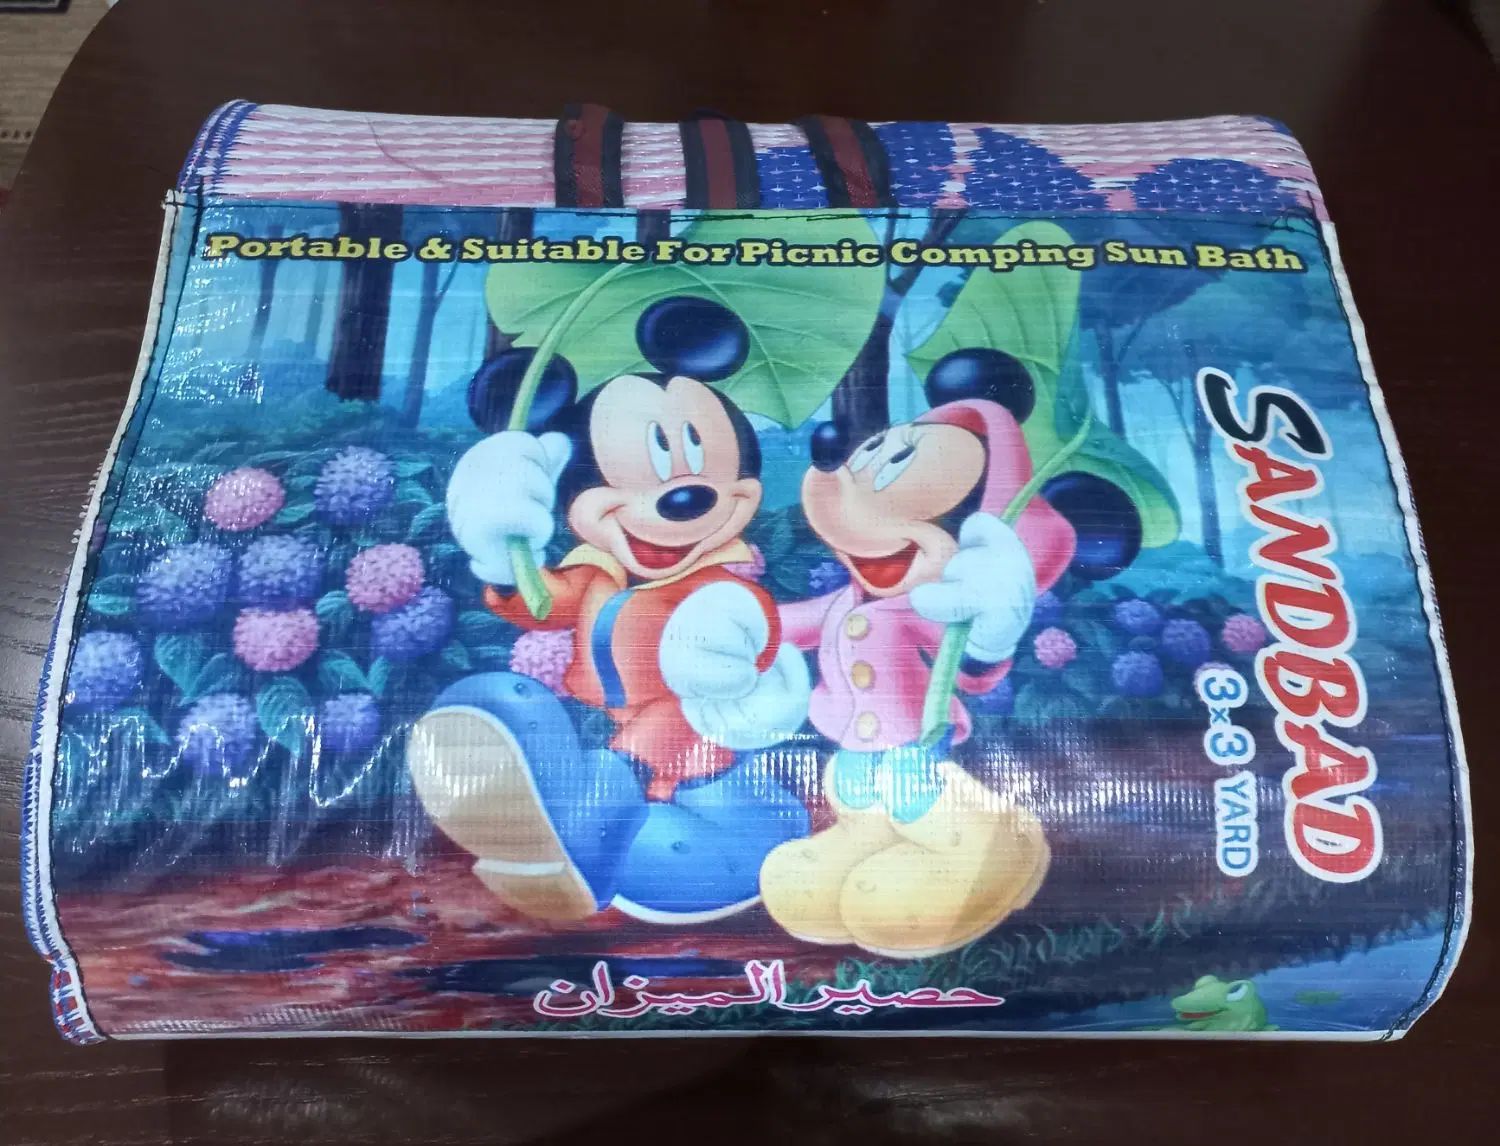 Portable & Suitable For Picnic Comping Sun Bath
SANDBAD
3×3 YARD
حصير الميزان